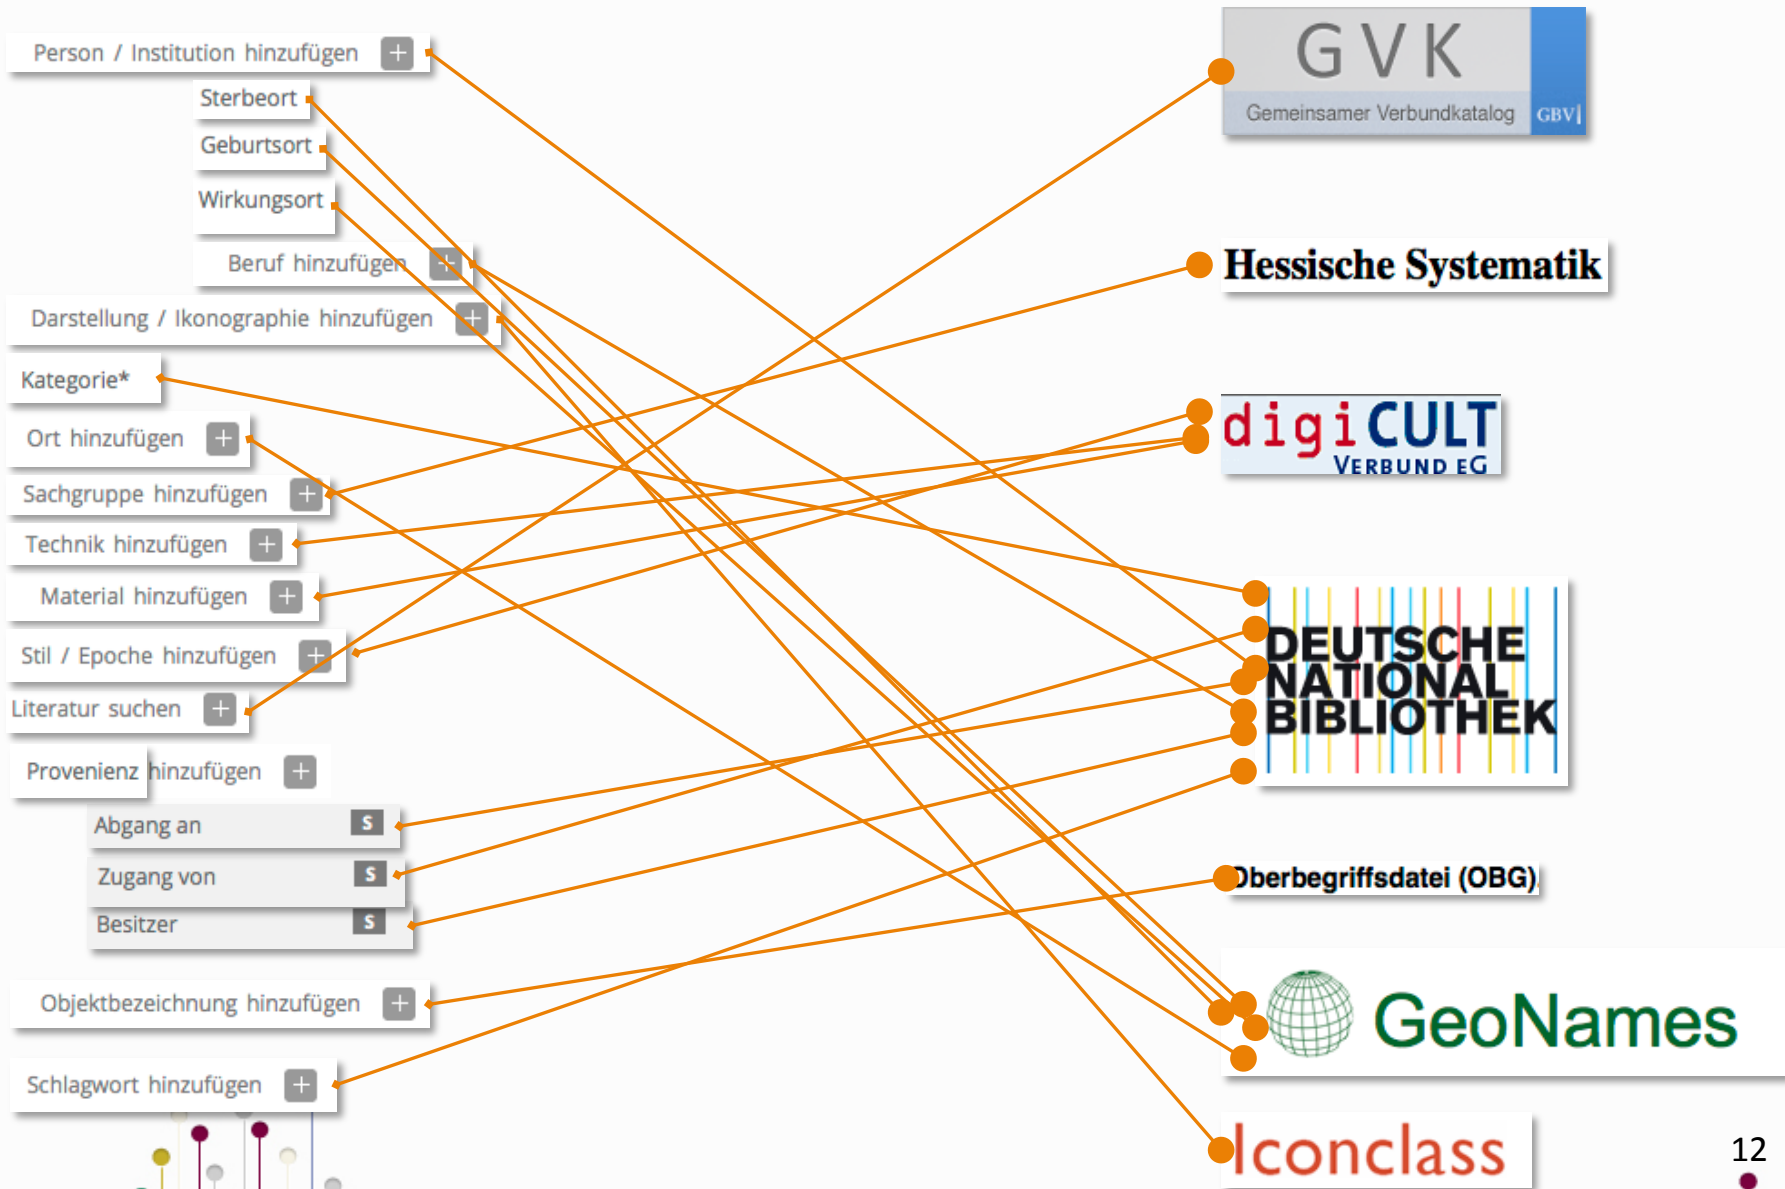 Person / Institution hinzufügen
Sterbeort
Geburtsort
Wirkungsort
Beruf hinzufügen
Darstellung / Ikonographie hinzufügen
Kategorie*
Ort hinzufügen
Sachgruppe hinzufügen
Technik hinzufügen
Material hinzufügen
Stil / Epoche hinzufügen
Literatur suchen
Provenienz hinzufügen
Abgang an S
Zugang von S
Besitzer S
Objektbezeichnung hinzufügen
Schlagwort hinzufügen
GVK
Gemeinsamer Verbundkatalog GBV
Hessische Systematik
digiCULT
VERBUND EG
DEUTSCHE
NATIONAL
BIBLIOTHEK
Oberbegriffsdatei (OBG)
GeoNames
Iconclass
12